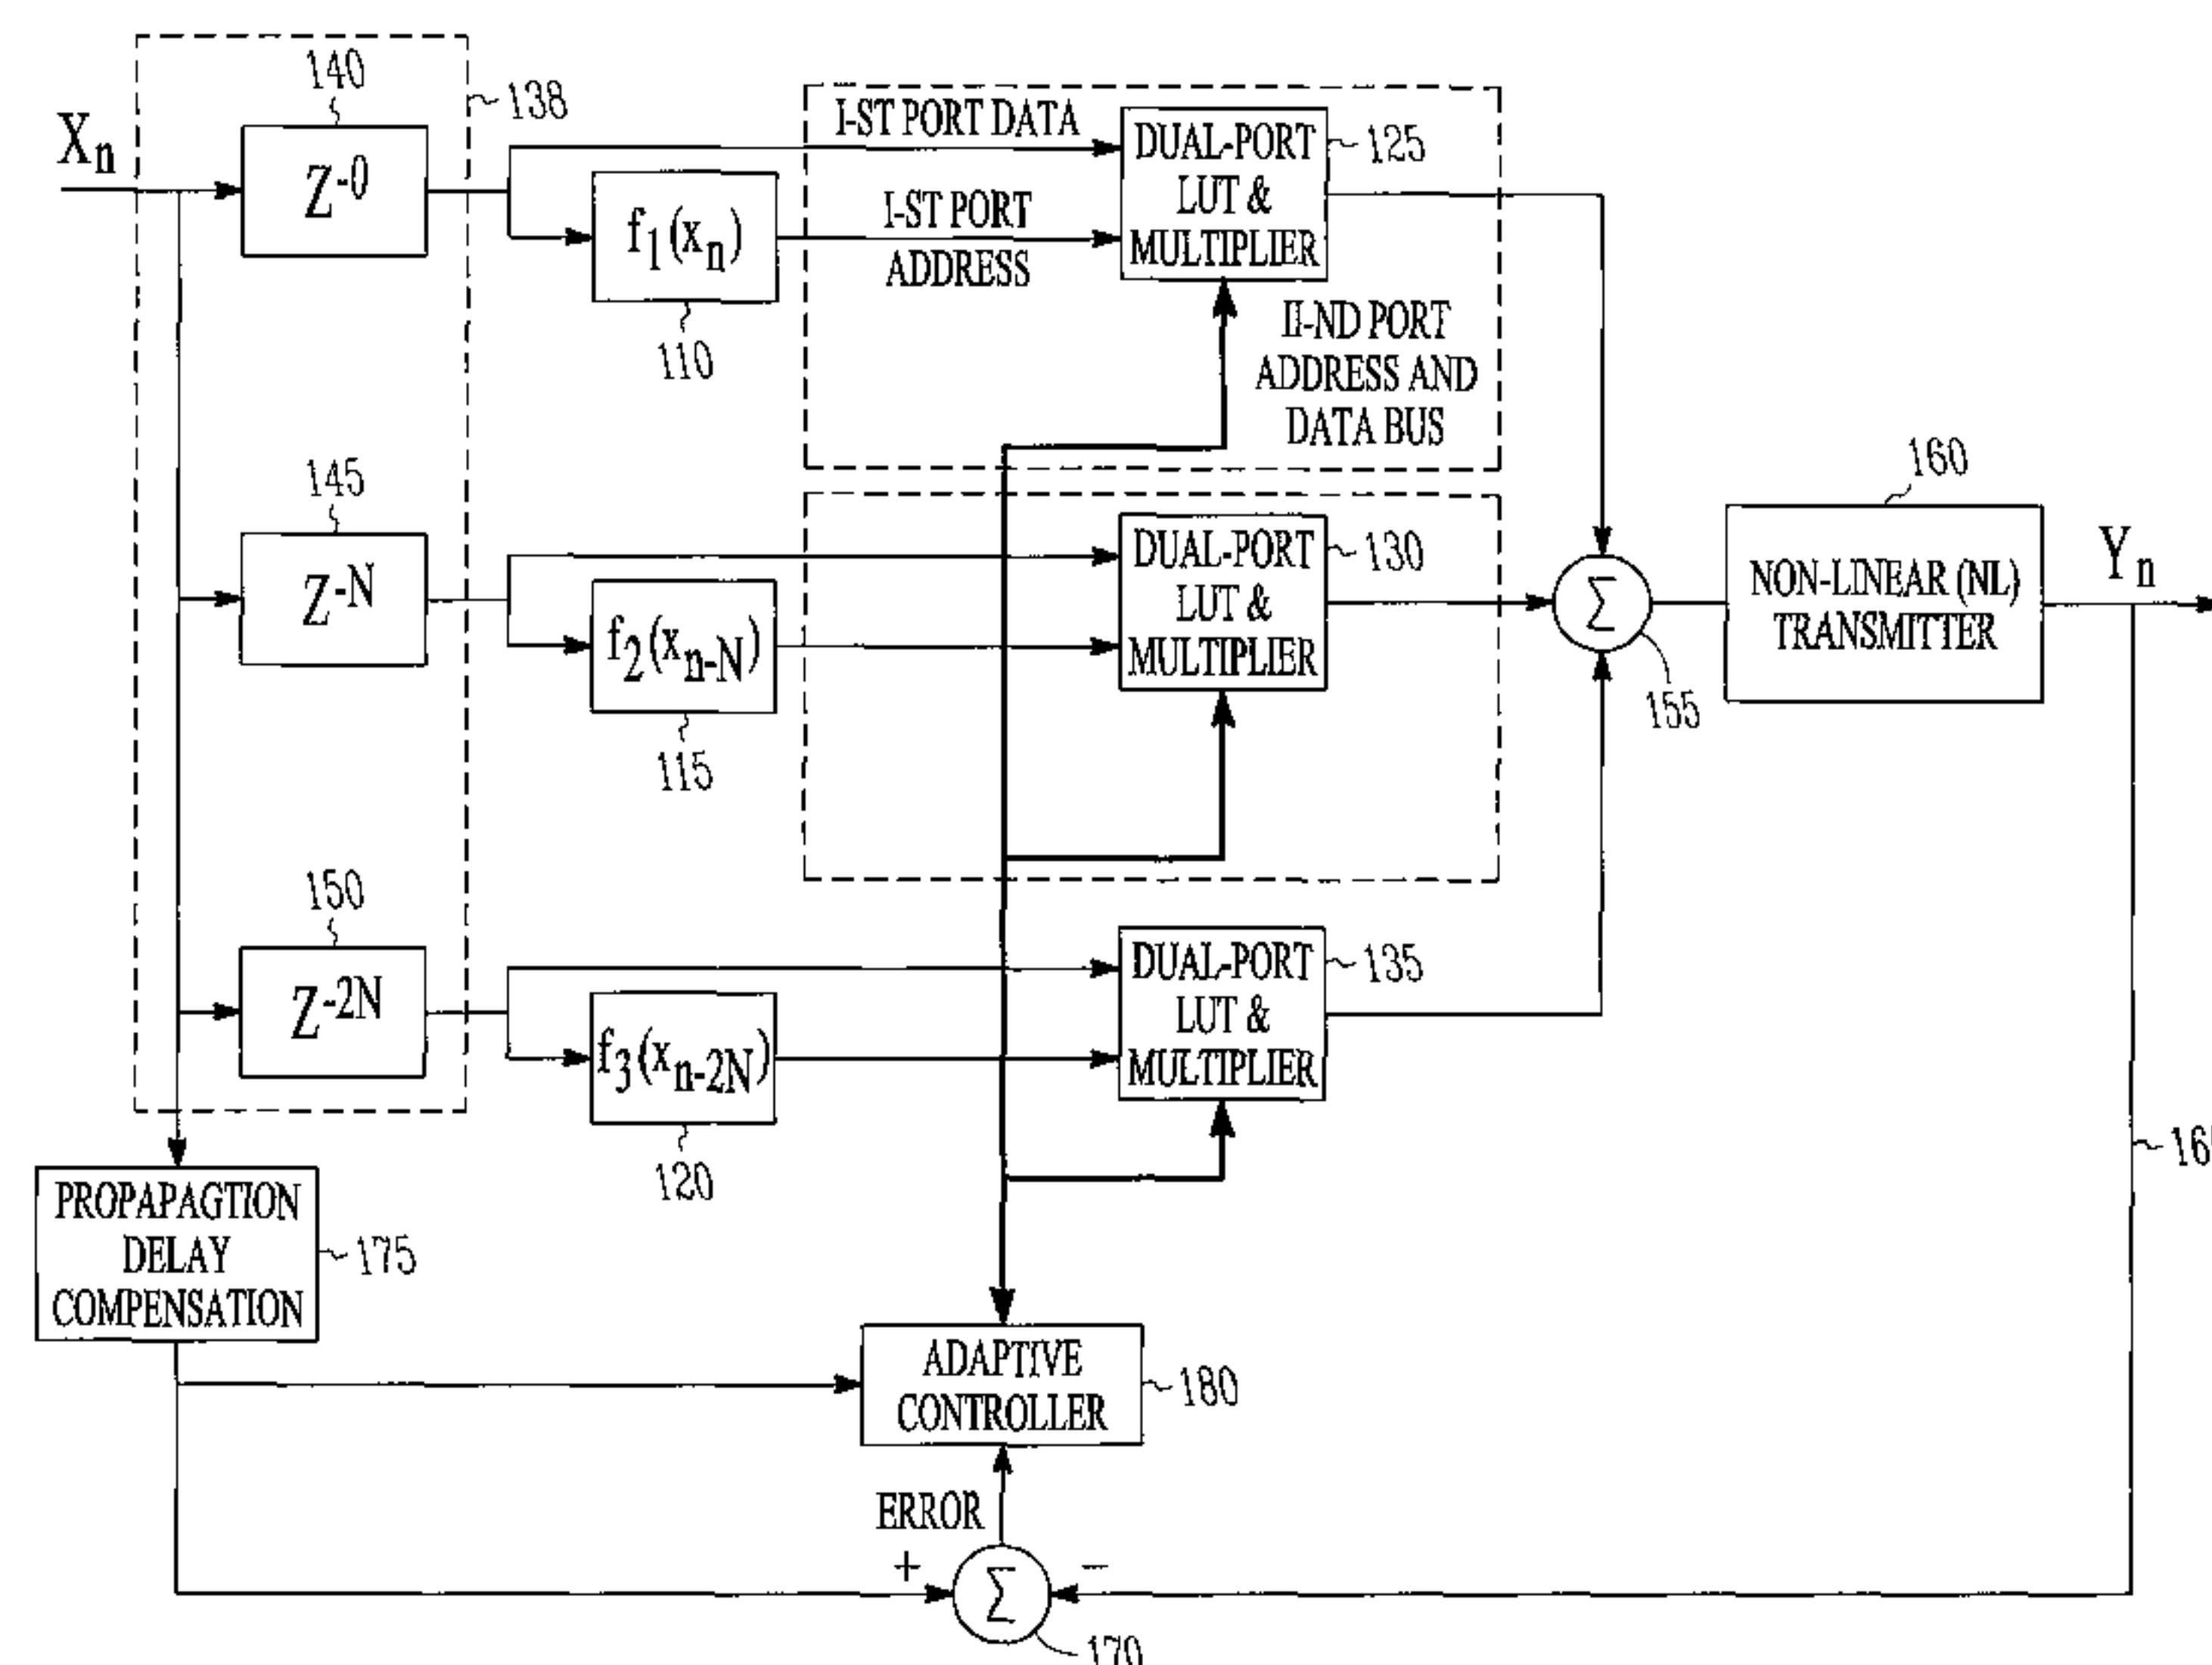 140
138
Xn
Z-0
I-ST PORT DATA
DUAL-PORT
LUT &
MULTIPLIER
125
f1(xn)
I-ST PORT
ADDRESS
110
II-ND PORT
ADDRESS AND
DATA BUS
145
Z-N
f2(xn-N)
115
DUAL-PORT
LUT &
MULTIPLIER
130
Σ
155
160
NON-LINEAR (NL)
TRANSMITTER
Yn
150
Z-2N
f3(xn-2N)
120
DUAL-PORT
LUT &
MULTIPLIER
135
PROPAPAGTION
DELAY
COMPENSATION
175
ADAPTIVE
CONTROLLER
180
ERROR
+
Σ
−
170